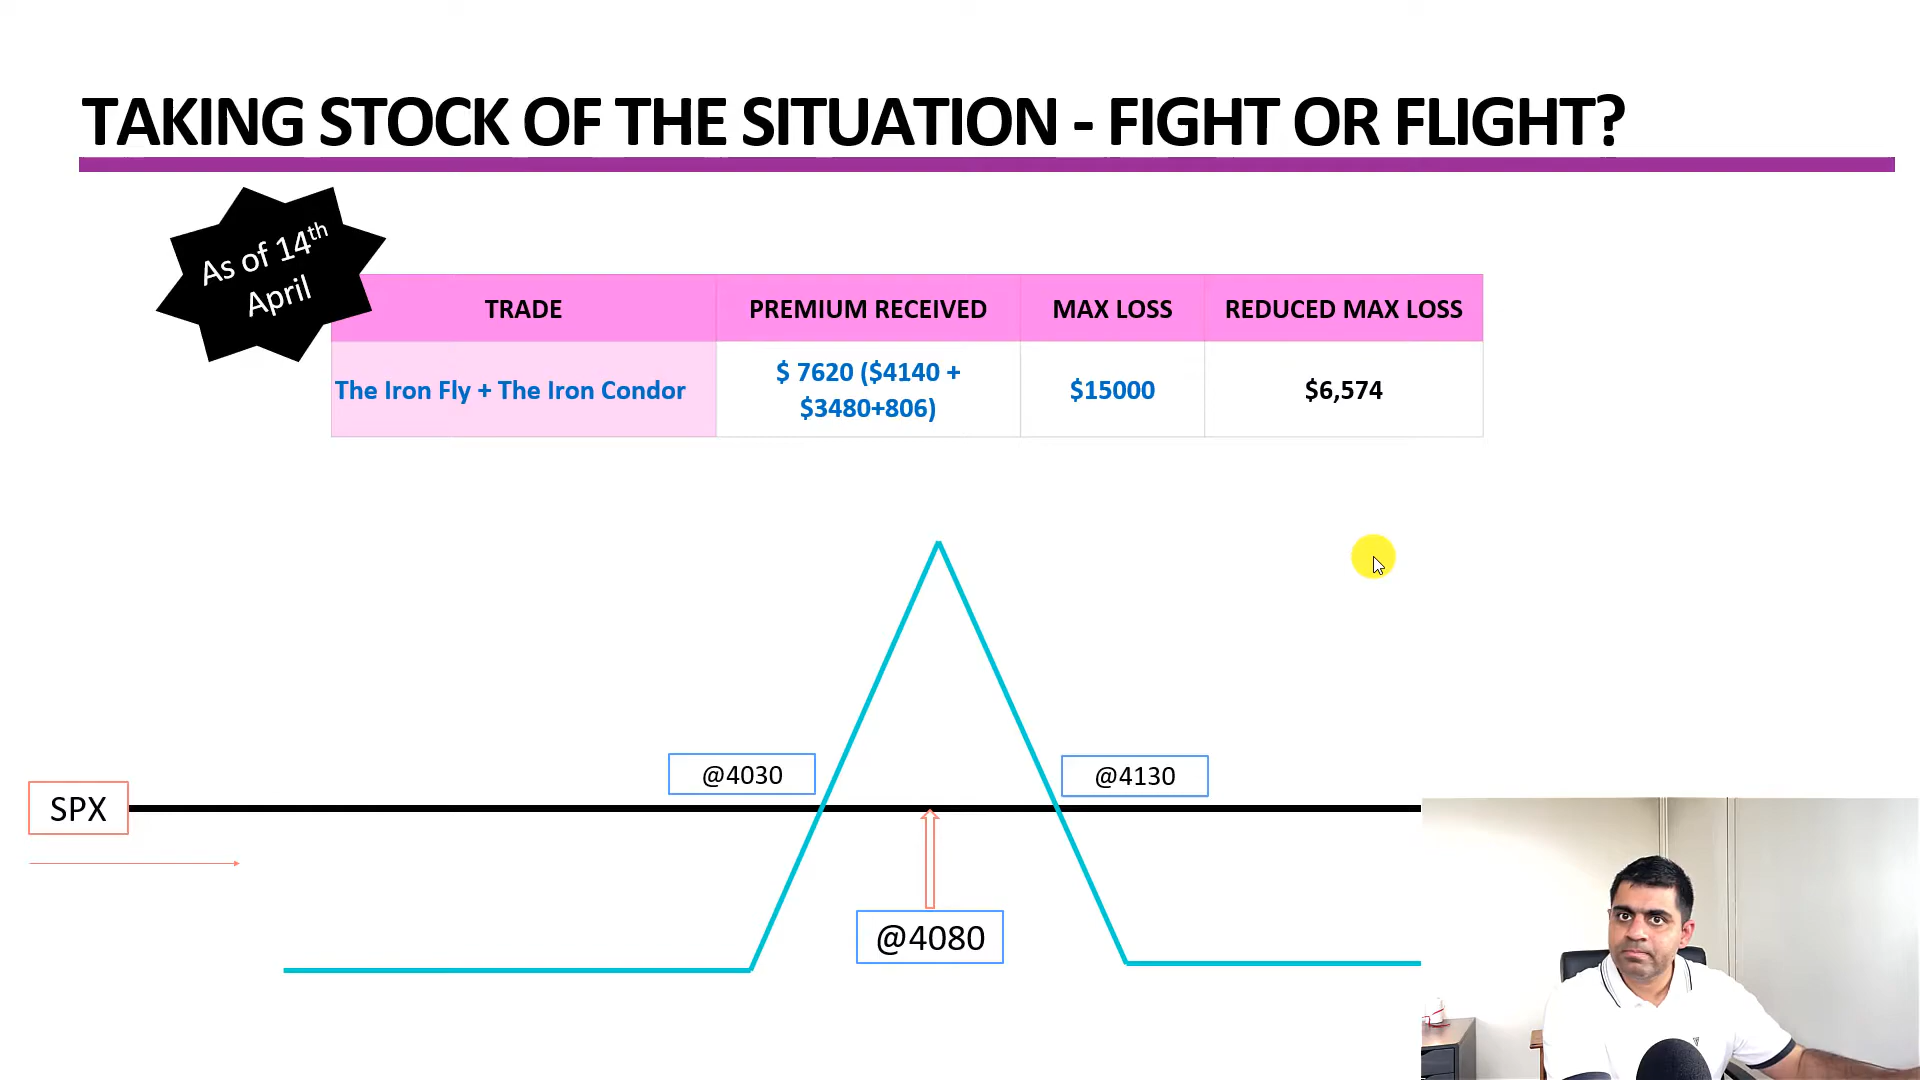 TAKING STOCK OF THE SITUATION - FIGHT OR FLIGHT?
As of 14th
April
TRADE PREMIUM RECEIVED MAX LOSS REDUCED MAX LOSS
The Iron Fly + The Iron Condor $ 7620 ($4140 +
$3480+806) $15000 $6,574
@4030 @4130
SPX
@4080